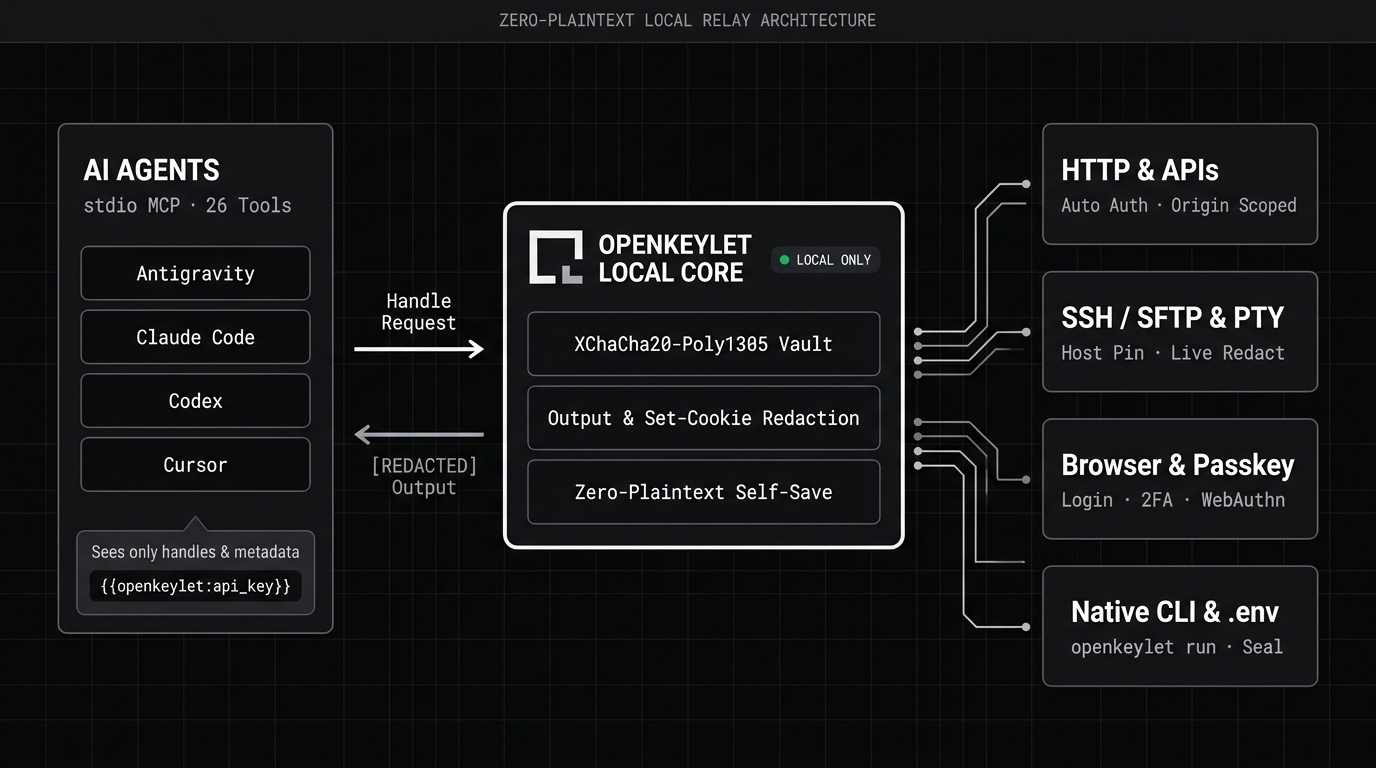 ZERO-PLAINTEXT LOCAL RELAY ARCHITECTURE
AI AGENTS
stdio MCP · 26 Tools
Antigravity
Claude Code
Codex
Cursor
Sees only handles & metadata
{{openkeylet:api_key}}
Handle
Request
[REDACTED]
Output
OPENKEYLET
LOCAL CORE
LOCAL ONLY
XChaCha20-Poly1305 Vault
Output & Set-Cookie Redaction
Zero-Plaintext Self-Save
HTTP & APIs
Auto Auth · Origin Scoped
SSH / SFTP & PTY
Host Pin · Live Redact
Browser & Passkey
Login · 2FA · WebAuthn
Native CLI & .env
openkeylet run · Seal